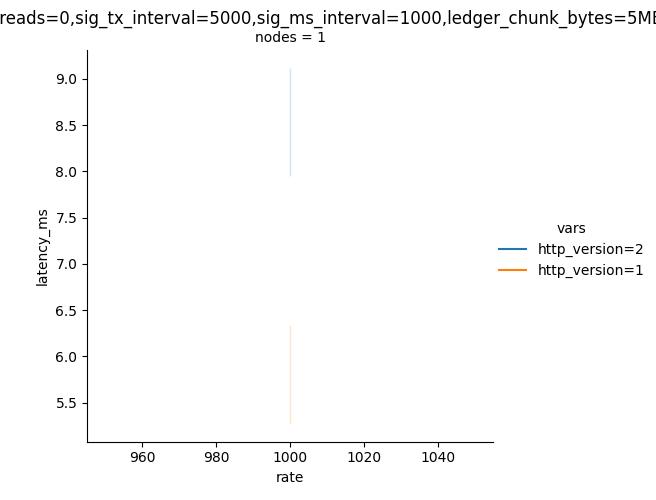 reads=0,sig_tx_interval=5000,sig_ms_interval=1000,ledger_chunk_bytes=5M
nodes = 1
9.0
8.5
8.0
7.5
7.0
6.5
6.0
5.5
latency_ms
960
980
1000
1020
1040
rate
vars
http_version=2
http_version=1